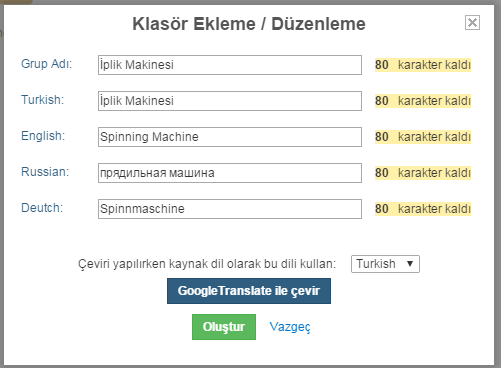 Klasör Ekleme / Düzenleme
Grup Adı: İplik Makinesi 80 karakter kaldı
Turkish: İplik Makinesi 80 karakter kaldı
English: Spinning Machine 80 karakter kaldı
Russian: прядильная машина 80 karakter kaldı
Deutch: Spinnmaschine 80 karakter kaldı
Çeviri yapılırken kaynak dil olarak bu dili kullan: Turkish
GoogleTranslate ile çevir
Oluştur Vazgeç